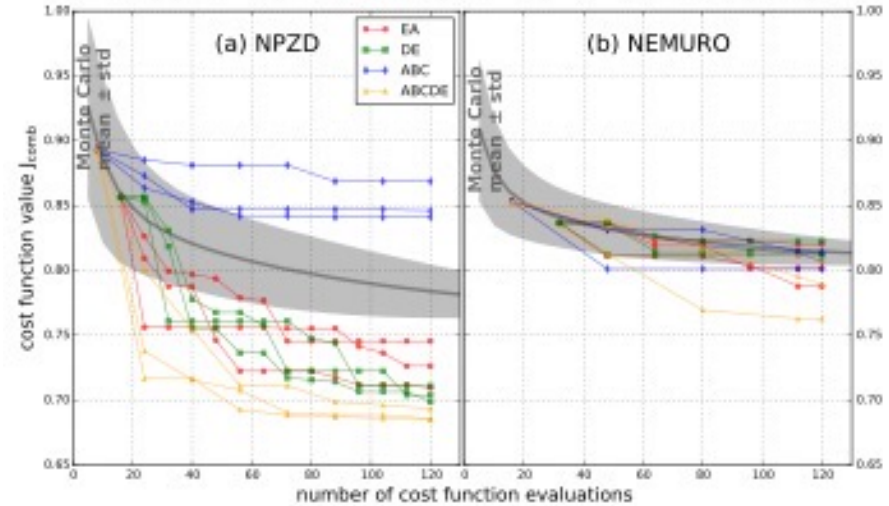 (a) NPZD
(b) NEMURO
EA
DE
ABC
ABCDE
Monte Carlo
mean ± std
Monte Carlo
mean ± std
cost function value Jcomb
1.00
0.95
0.90
0.85
0.80
0.75
0.70
0.65
1.00
0.95
0.90
0.85
0.80
0.75
0.70
0.65
0 20 40 60 80 100 120 0 20 40 60 80 100 120
number of cost function evaluations